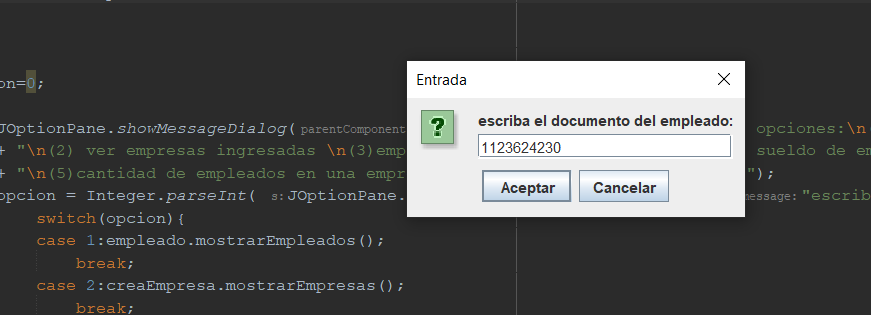 Entrada
escriba el documento del empleado:
1123624230
Aceptar Cancelar
on=0;
JOptionPane.showMessageDialog( parentComponent opciones:\n
+ "\n(2) ver empresas ingresadas \n(3)emp sueldo de em
+ "\n(5)cantidad de empleados en una empr ");
opcion = Integer.parseInt( s: JOptionPane. message: "escrib
switch(opcion){
case 1:empleado.mostrarEmpleados();
break;
case 2:creaEmpresa.mostrarEmpresas();
break;